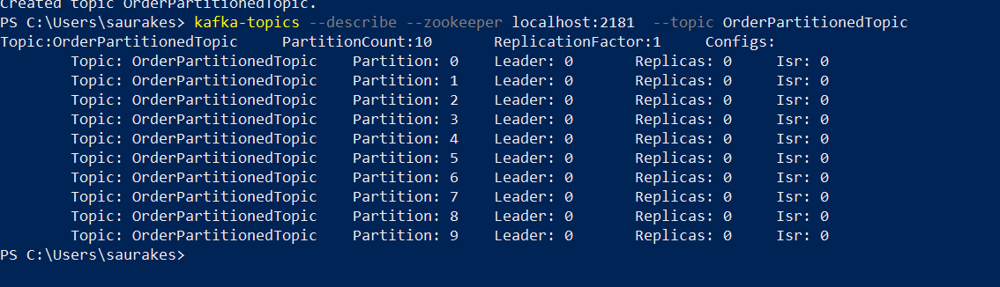 Created topic OrderPartitionedTopic.
PS C:\Users\saurakes> kafka-topics --describe --zookeeper localhost:2181  --topic OrderPartitionedTopic
Topic:OrderPartitionedTopic     PartitionCount:10       ReplicationFactor:1     Configs:
        Topic: OrderPartitionedTopic    Partition: 0    Leader: 0       Replicas: 0     Isr: 0
        Topic: OrderPartitionedTopic    Partition: 1    Leader: 0       Replicas: 0     Isr: 0
        Topic: OrderPartitionedTopic    Partition: 2    Leader: 0       Replicas: 0     Isr: 0
        Topic: OrderPartitionedTopic    Partition: 3    Leader: 0       Replicas: 0     Isr: 0
        Topic: OrderPartitionedTopic    Partition: 4    Leader: 0       Replicas: 0     Isr: 0
        Topic: OrderPartitionedTopic    Partition: 5    Leader: 0       Replicas: 0     Isr: 0
        Topic: OrderPartitionedTopic    Partition: 6    Leader: 0       Replicas: 0     Isr: 0
        Topic: OrderPartitionedTopic    Partition: 7    Leader: 0       Replicas: 0     Isr: 0
        Topic: OrderPartitionedTopic    Partition: 8    Leader: 0       Replicas: 0     Isr: 0
        Topic: OrderPartitionedTopic    Partition: 9    Leader: 0       Replicas: 0     Isr: 0
PS C:\Users\saurakes>